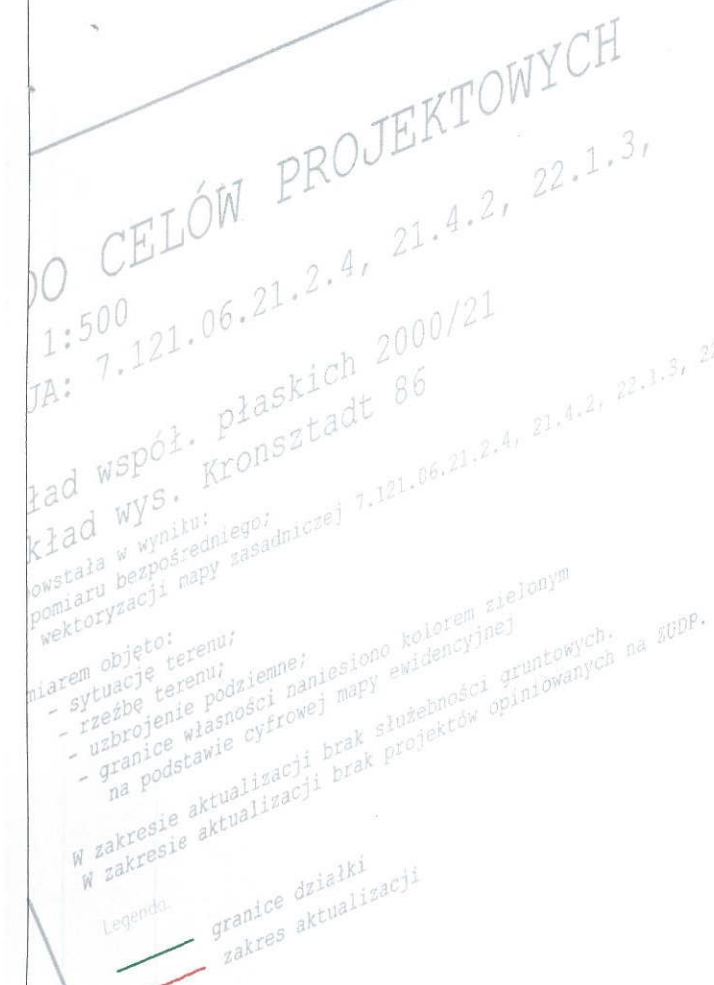 DO CELÓW PROJEKTOWYCH
1:500
JA: 7.121.06.21.2.4, 21.4.2, 22.1.3,
ład współ. płaskich 2000/21
kład wys. Kronsztadt 86
owstała w wyniku:
pomiaru bezpośredniego;
wektoryzacji mapy zasadniczej 7.121.06.21.2.4, 21.4.2, 22.1.3, 22
miarem objęto:
- sytuację terenu;
- rzeźbę terenu;
- uzbrojenie podziemne;
- granice własności naniesiono kolorem zielonym
na podstawie cyfrowej mapy ewidencyjnej
W zakresie aktualizacji brak służebności gruntowych.
W zakresie aktualizacji brak projektów opiniowanych na ZUDP.
Legenda.
granice działki
zakres aktualizacji